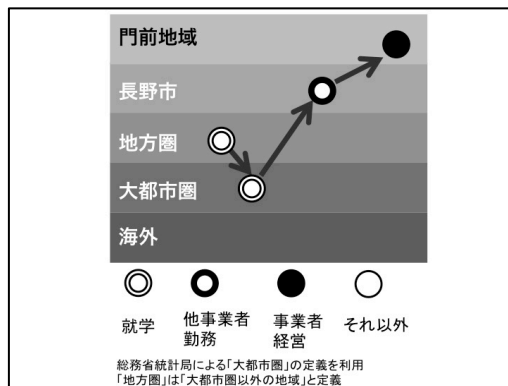 門前地域
長野市
地方圏
大都市圏
海外
就学
他事業者
勤務
事業者
経営
それ以外
総務省統計局による「大都市圏」の定義を利用
「地方圏」は「大都市圏以外の地域」と定義